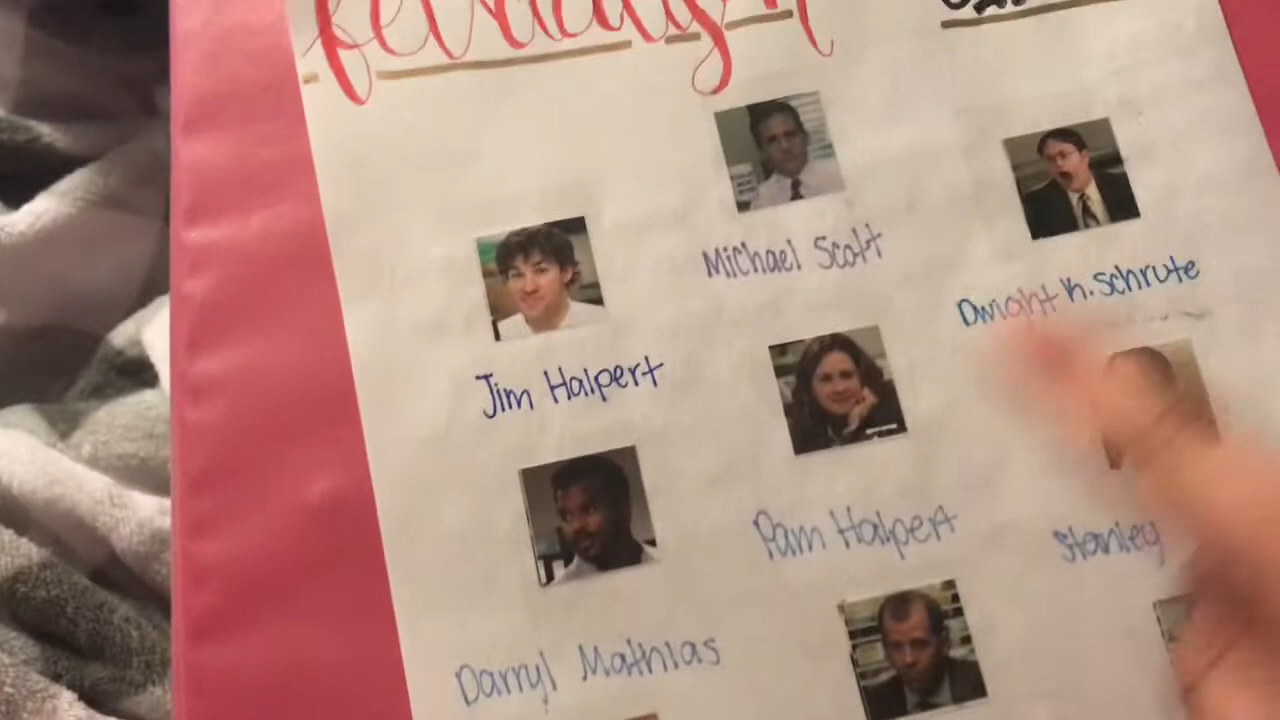 Michael Scott
Dwight K. Schrute
Jim Halpert
Pam Halpert
Stanley
Darryl Mathias